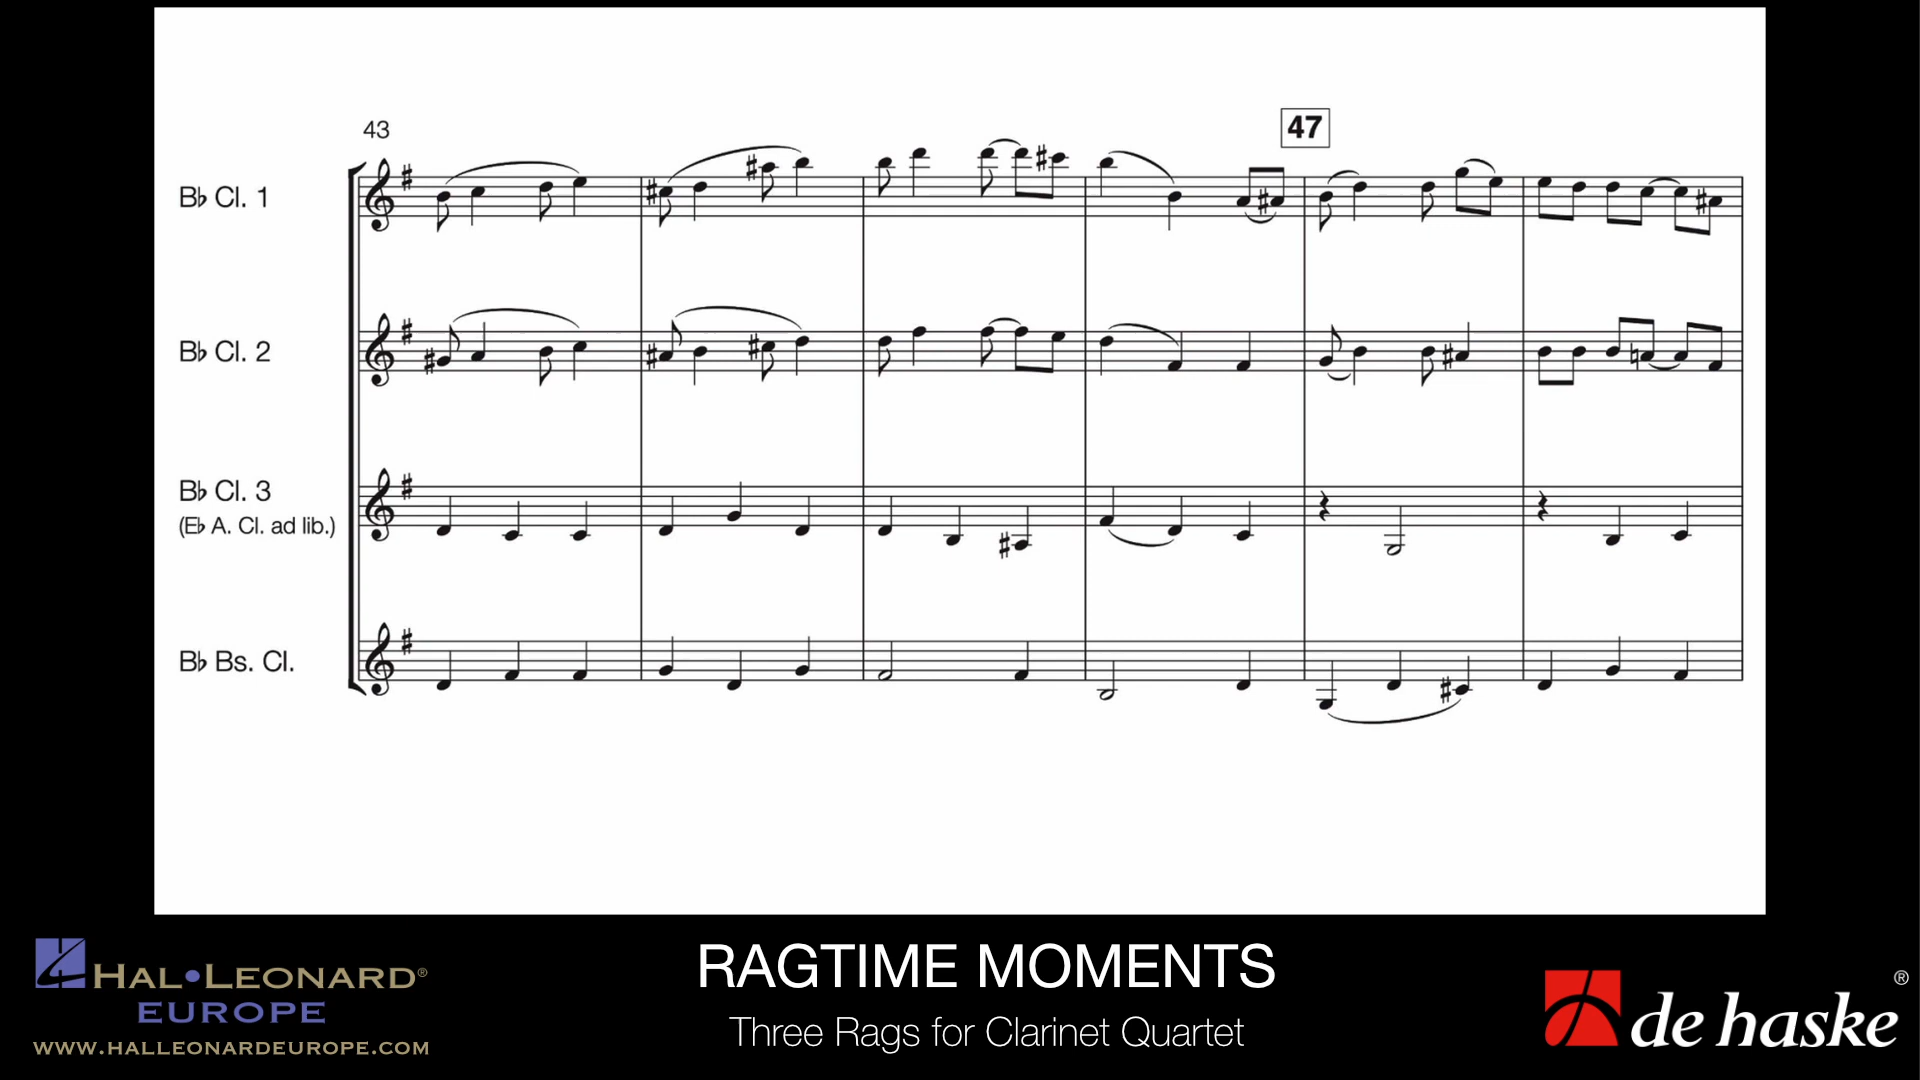 43
47
B♭ Cl. 1
B♭ Cl. 2
B♭ Cl. 3
(E♭ A. Cl. ad lib.)
B♭ Bs. Cl.
HAL•LEONARD®
EUROPE
WWW.HALLEONARDEUROPE.COM
RAGTIME MOMENTS
Three Rags for Clarinet Quartet
de haske®